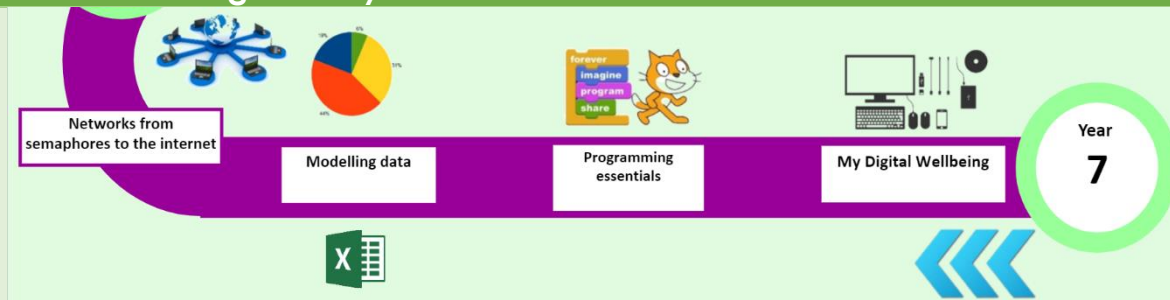 Networks from
semaphores to the internet
Modelling data
Programming
essentials
My Digital Wellbeing
Year
7
forever
imagine
program
share
X